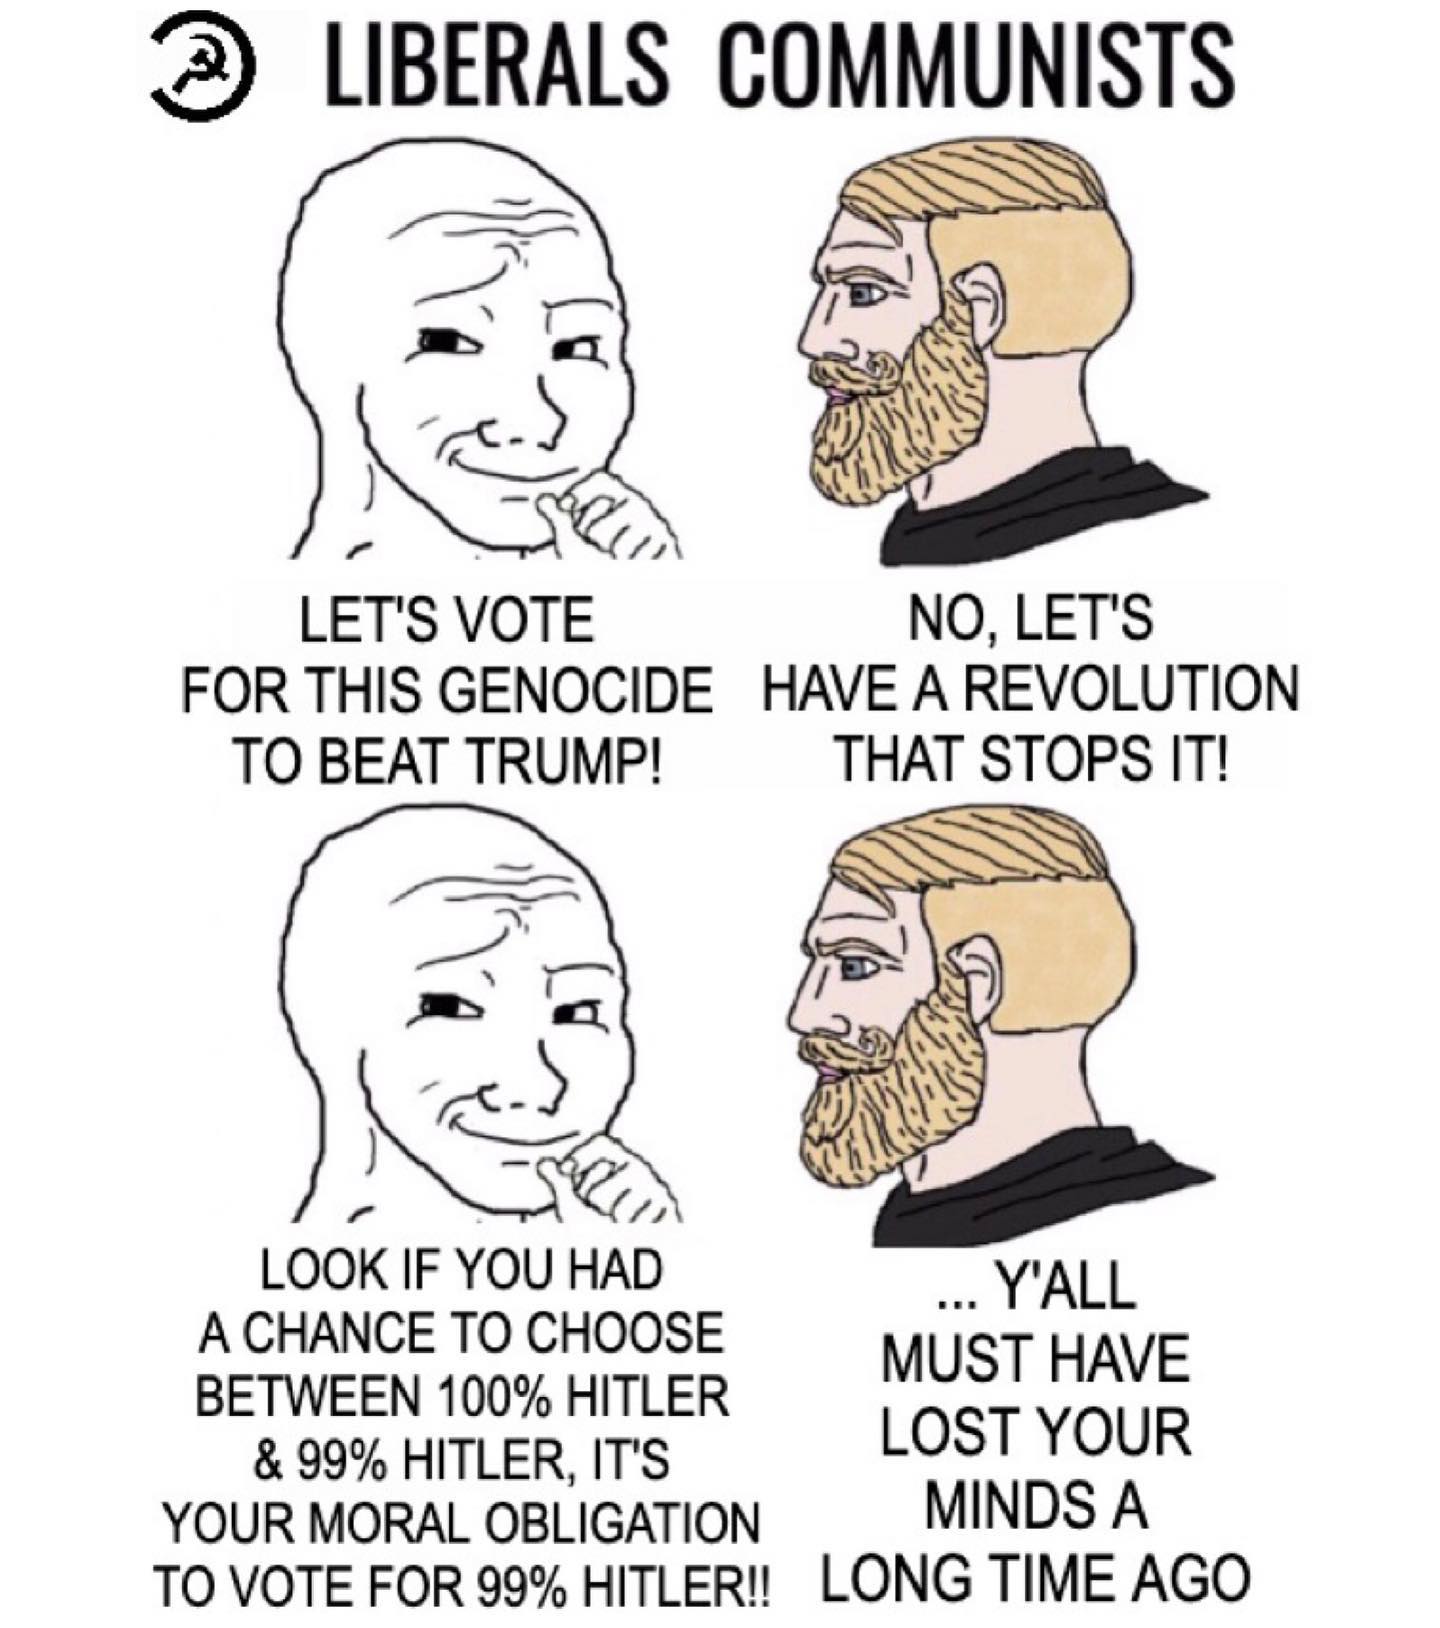 LIBERALS COMMUNISTS
LET'S VOTE
FOR THIS GENOCIDE
TO BEAT TRUMP!
NO, LET'S
HAVE A REVOLUTION
THAT STOPS IT!
LOOK IF YOU HAD
A CHANCE TO CHOOSE
BETWEEN 100% HITLER
& 99% HITLER, IT'S
YOUR MORAL OBLIGATION
TO VOTE FOR 99% HITLER!!
... Y'ALL
MUST HAVE
LOST YOUR
MINDS A
LONG TIME AGO